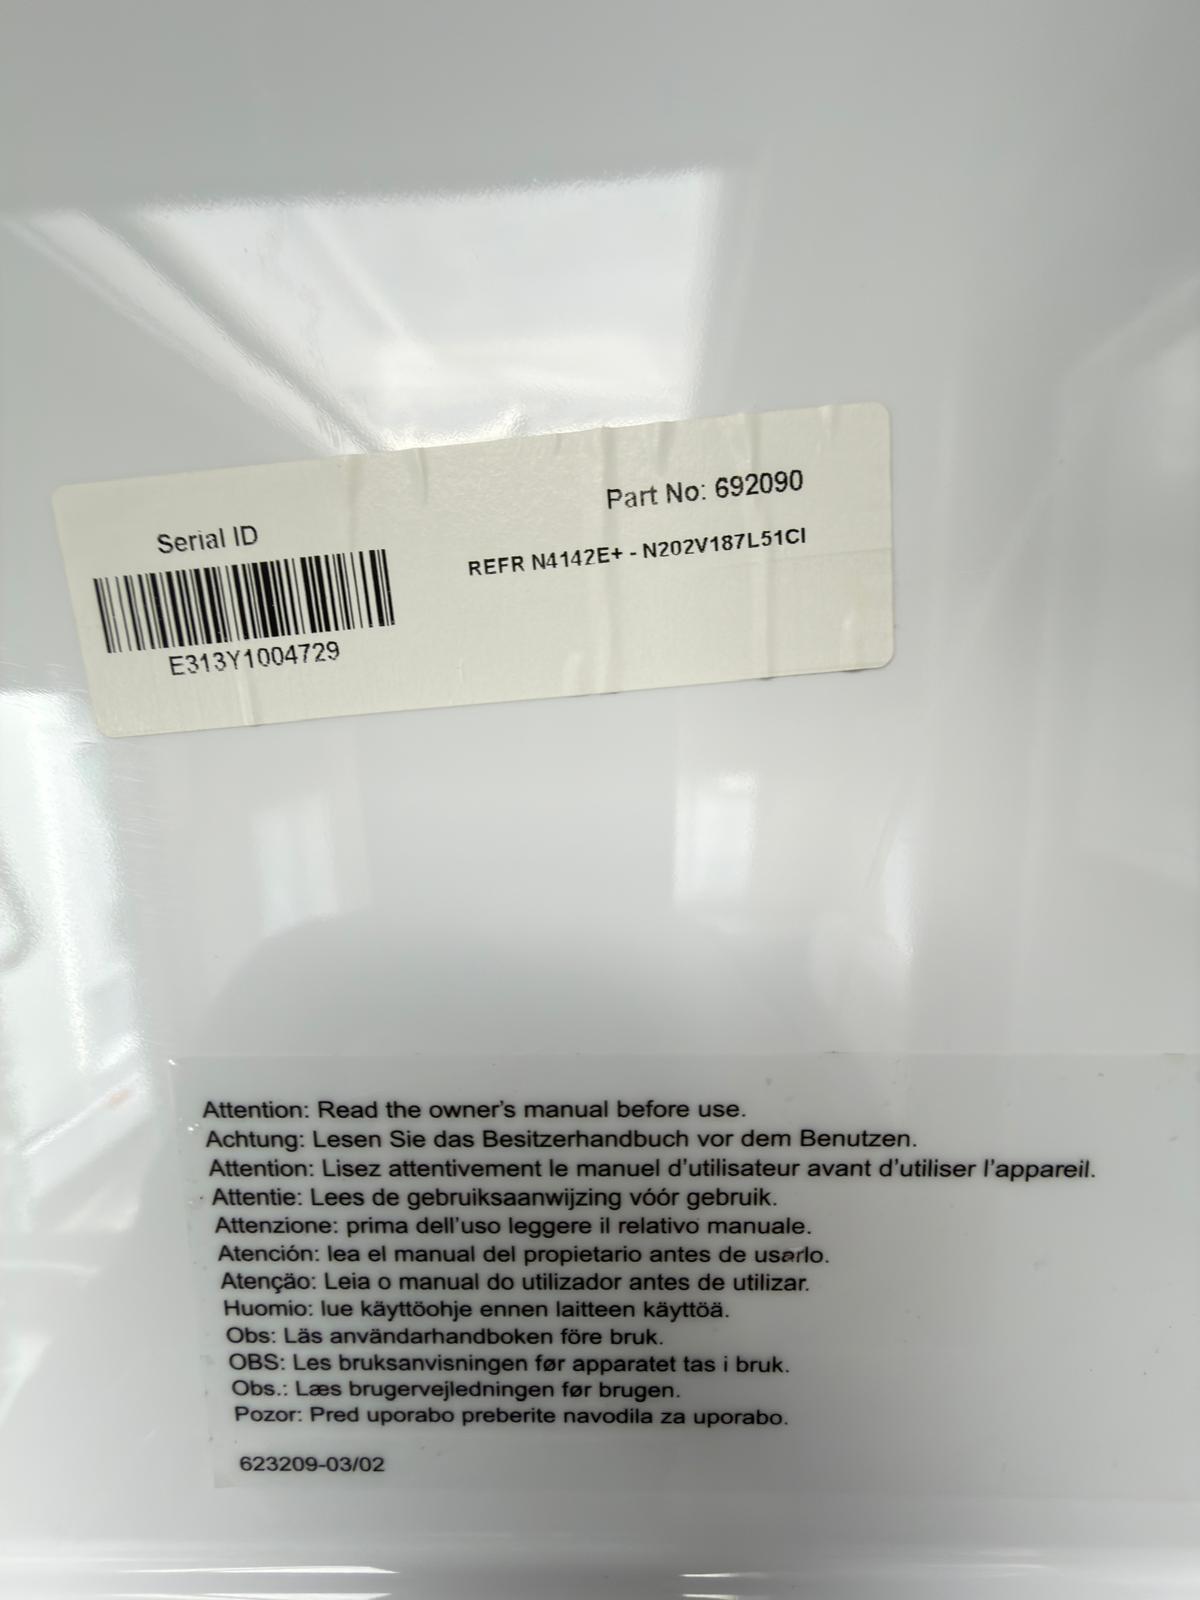 Serial ID
E313Y1004729
Part No: 692090
REFR N4142E+ - N202V187L51CI
Attention: Read the owner's manual before use.
Achtung: Lesen Sie das Besitzerhandbuch vor dem Benutzen.
Attention: Lisez attentivement le manuel d'utilisateur avant d'utiliser l'appareil.
Attentie: Lees de gebruiksaanwijzing vóór gebruik.
Attenzione: prima dell'uso leggere il relativo manuale.
Atención: lea el manual del propietario antes de usarlo.
Atençäo: Leia o manual do utilizador antes de utilizar.
Huomio: lue käyttöohje ennen laitteen käyttöä.
Obs: Läs användarhandboken före bruk.
OBS: Les bruksanvisningen før apparatet tas i bruk.
Obs.: Læs brugervejledningen før brugen.
Pozor: Pred uporabo preberite navodila za uporabo.
623209-03/02